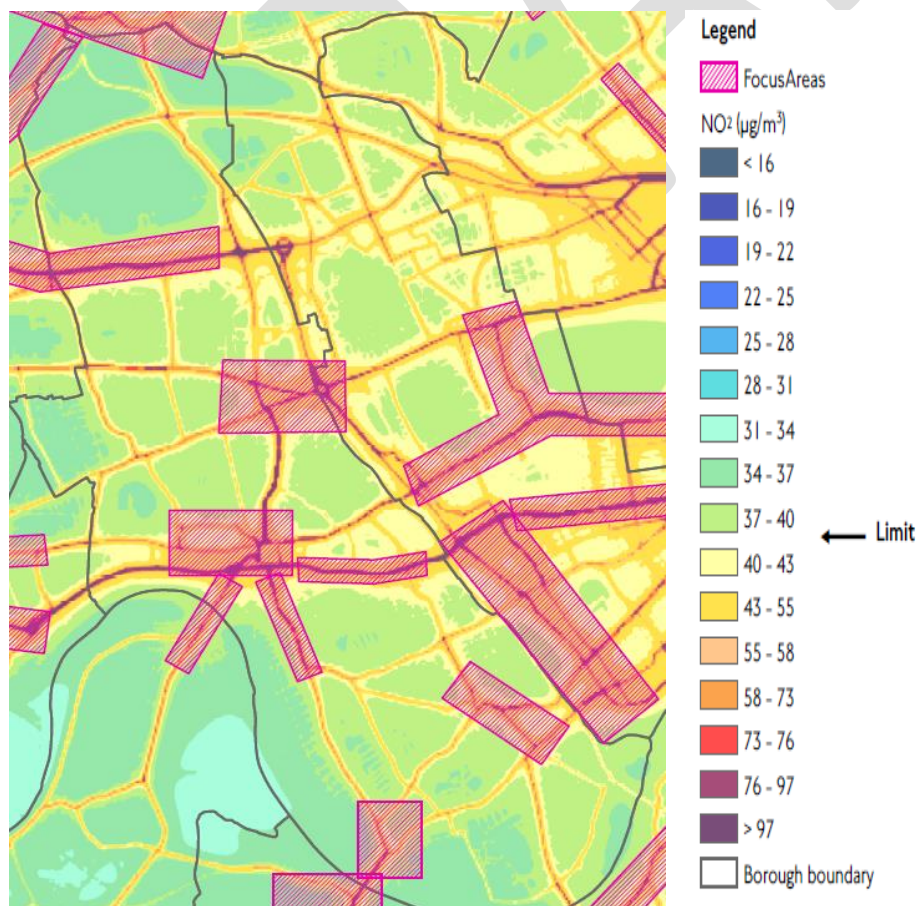 Legend
FocusAreas
NO2 (µg/m3)
< 16
16 - 19
19 - 22
22 - 25
25 - 28
28 - 31
31 - 34
34 - 37
37 - 40
Limit
40 - 43
43 - 55
55 - 58
58 - 73
73 - 76
76 - 97
> 97
Borough boundary